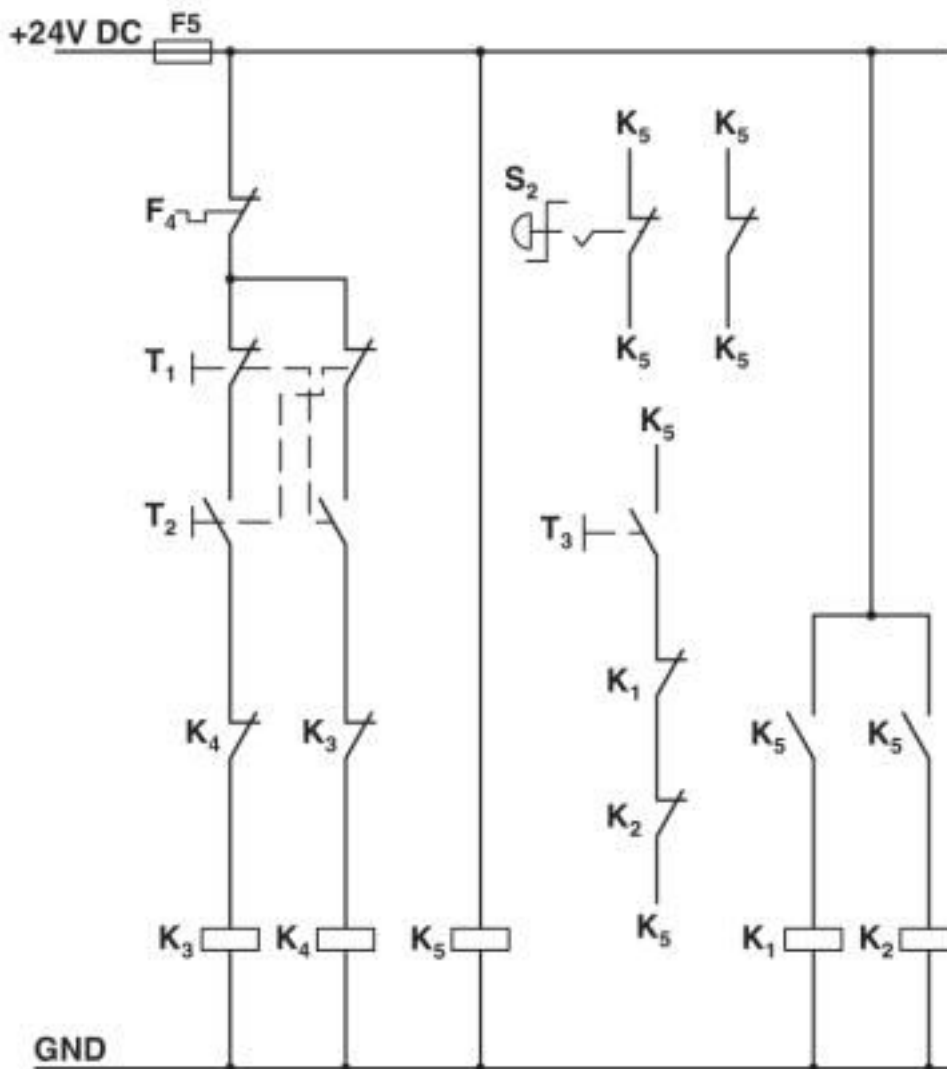 +24V DC
F5
K₅ K₅
S₂
F₄
K₅ K₅
T₁
K₅
T₂
T₃
K₁
K₄ K₃ K₅ K₅
K₂
K₅
K₃ K₄ K₅ K₁ K₂
GND